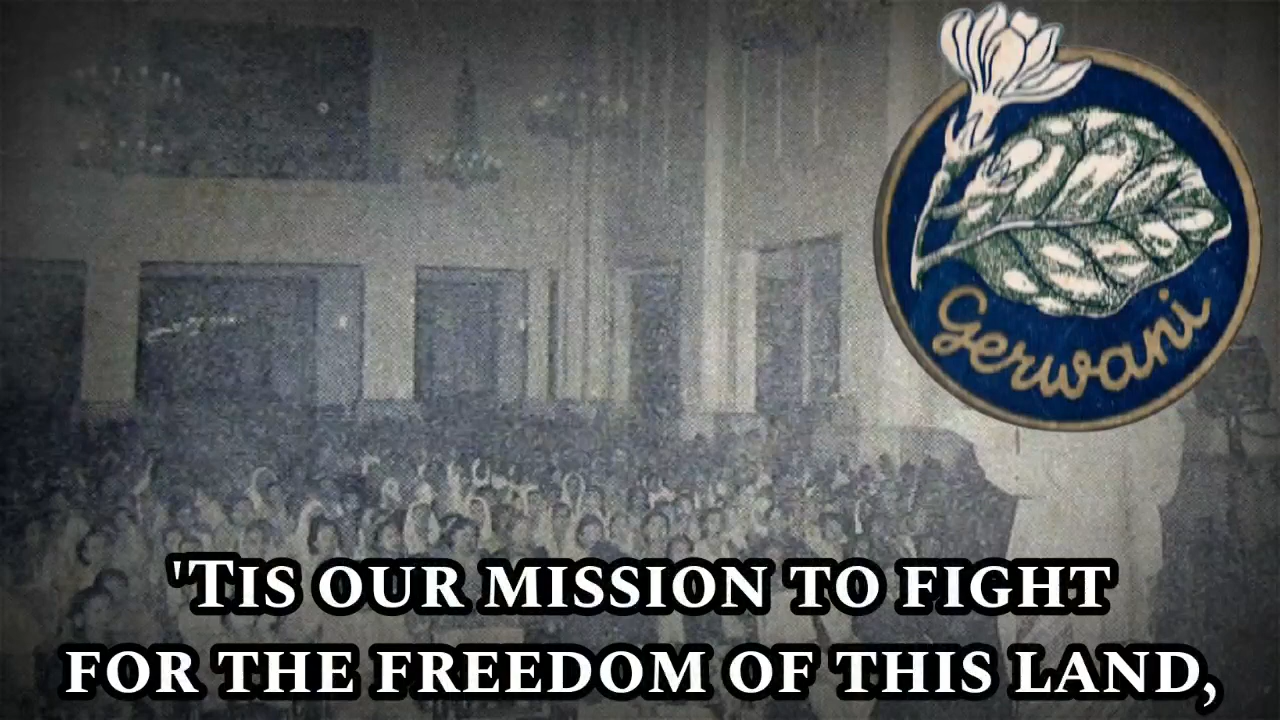 Gerwani
'TIS OUR MISSION TO FIGHT
FOR THE FREEDOM OF THIS LAND,